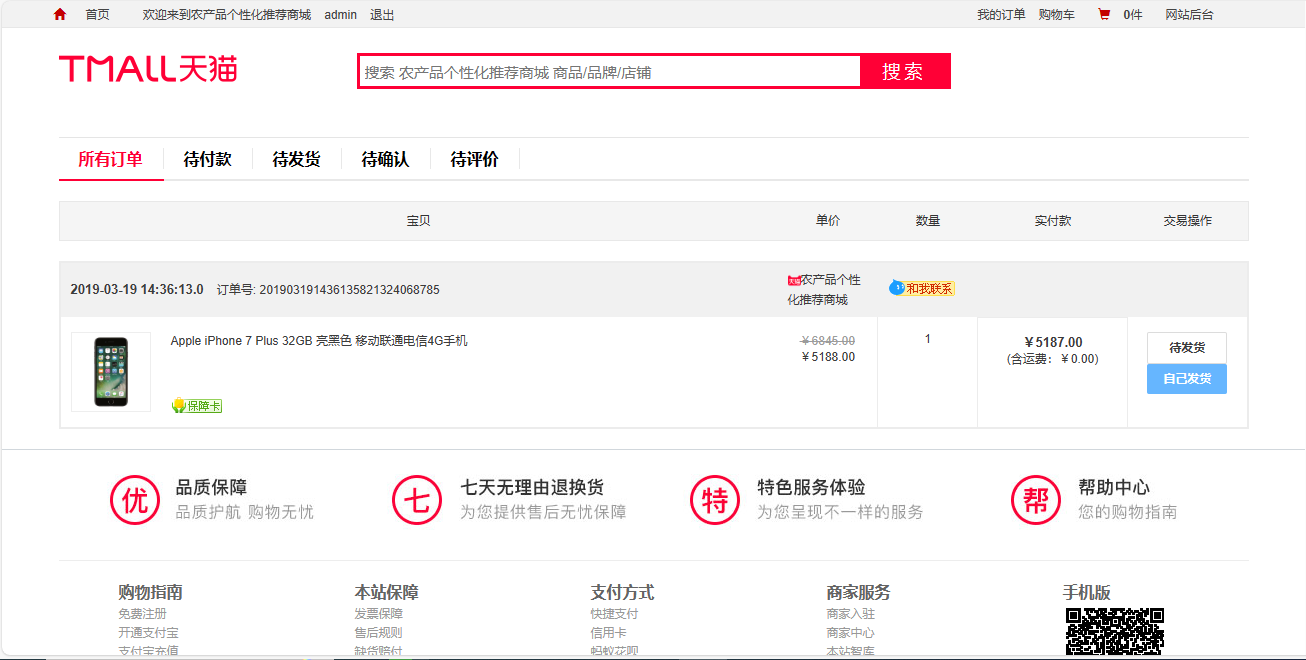 首页 欢迎来到农产品个性化推荐商城 admin 退出 我的订单 购物车 0件 网站后台
TMALL天猫
搜索 农产品个性化推荐商城 商品/品牌/店铺 搜索
所有订单 待付款 待发货 待确认 待评价
宝贝 单价 数量 实付款 交易操作
2019-03-19 14:36:13.0 订单号: 20190319143613582132406 8785 天猫农产品个性
化推荐商城 和我联系
Apple iPhone 7 Plus 32GB 亮黑色 移动联通电信4G手机
￥6845.00
￥5188.00
1
￥5187.00
(含运费：￥0.00)
待发货
自己发货
保障卡
优 品质保障 七 七天无理由退换货 特 特色服务体验 帮 帮助中心
品质护航 购物无忧 为您提供售后无忧保障 为您呈现不一样的服务 您的购物指南
购物指南 本站保障 支付方式 商家服务 手机版
免费注册 发票保障 快捷支付 商家入驻
开通支付宝 售后规则 信用卡 商家中心
支付宝充值 缺货赔付 蚂蚁花呗 本站智库